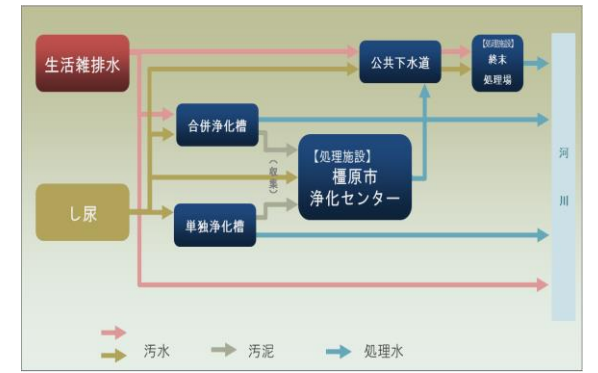 生活雑排水
公共下水道
【処理施設】
終末
処理場
合併浄化槽
(収集)
【処理施設】
橿原市
浄化センター
河川
し尿
単独浄化槽
汚水
汚泥
処理水